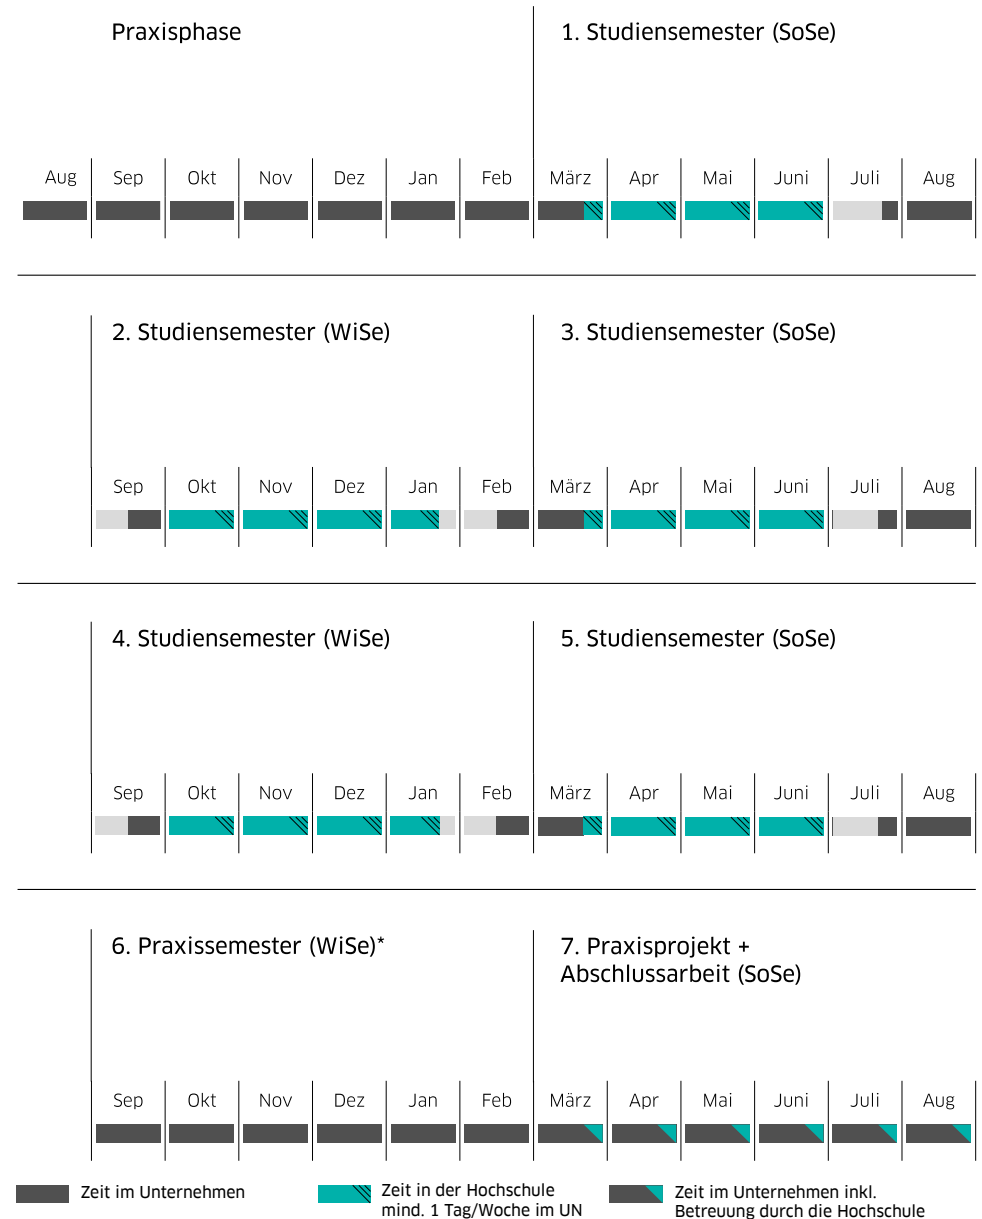 Praxisphase
1. Studiensemester (SoSe)
Aug Sep Okt Nov Dez Jan Feb März Apr Mai Juni Juli Aug
2. Studiensemester (WiSe)
3. Studiensemester (SoSe)
Sep Okt Nov Dez Jan Feb März Apr Mai Juni Juli Aug
4. Studiensemester (WiSe)
5. Studiensemester (SoSe)
Sep Okt Nov Dez Jan Feb März Apr Mai Juni Juli Aug
6. Praxissemester (WiSe)*
7. Praxisprojekt +
Abschlussarbeit (SoSe)
Sep Okt Nov Dez Jan Feb März Apr Mai Juni Juli Aug
Zeit im Unternehmen
Zeit in der Hochschule
mind. 1 Tag/Woche im UN
Zeit im Unternehmen inkl.
Betreuung durch die Hochschule